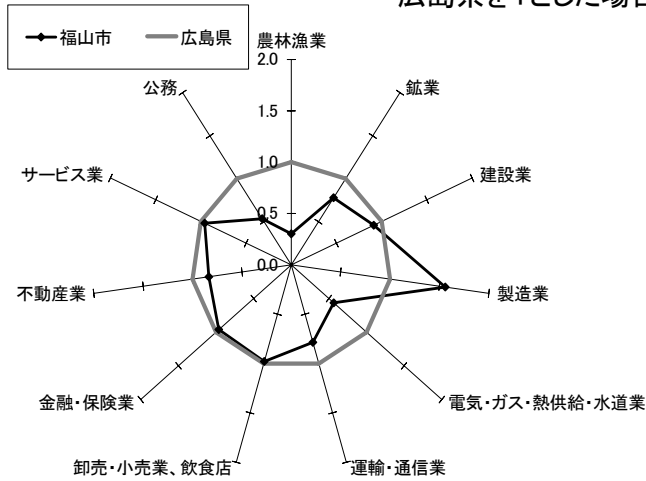 広島県を1とした場合
福山市
広島県
農林漁業
2.0
公務
鉱業
1.5
サービス業
1.0
建設業
0.5
不動産業
0.0
製造業
金融・保険業
電気・ガス・熱供給・水道業
卸売・小売業、飲食店
運輸・通信業